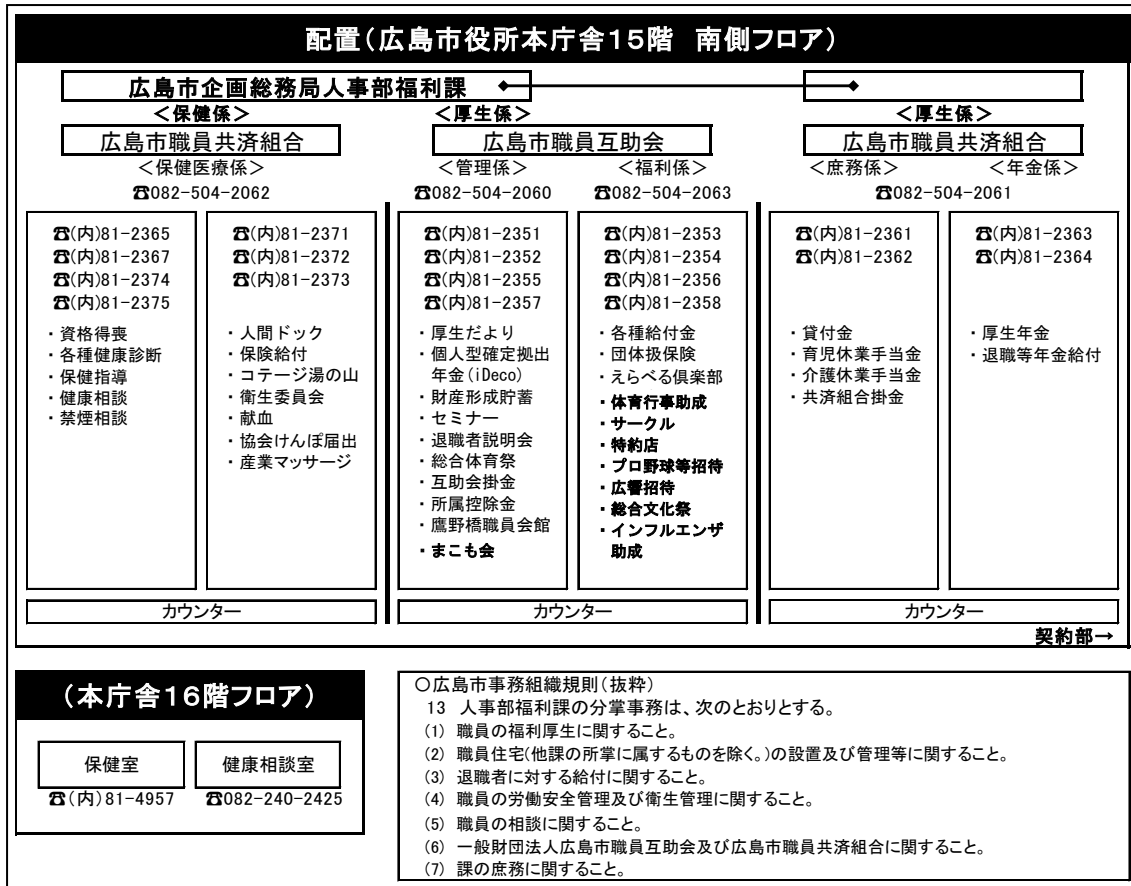 配置(広島市役所本庁舎15階 南側フロア)
広島市企画総務局人事部福利課
<保健係>
<厚生係>
<厚生係>
広島市職員共済組合
広島市職員互助会
広島市職員共済組合
<保健医療係>
<管理係>
<福利係>
<庶務係>
<年金係>
☎082-504-2062
☎082-504-2060
☎082-504-2063
☎082-504-2061
☎(内)81-2365
☎(内)81-2367
☎(内)81-2374
☎(内)81-2375
・資格得喪
・各種健康診断
・保健指導
・健康相談
・禁煙相談
☎(内)81-2371
☎(内)81-2372
☎(内)81-2373
・人間ドック
・保険給付
・コテージ湯の山
・衛生委員会
・献血
・協会けんぽ届出
・産業マッサージ
☎(内)81-2351
☎(内)81-2352
☎(内)81-2355
☎(内)81-2357
・厚生だより
・個人型確定拠出
年金(iDeco)
・財産形成貯蓄
・セミナー
・退職者説明会
・総合体育祭
・互助会掛金
・所属控除金
・鷹野橋職員会館
・まこも会
☎(内)81-2353
☎(内)81-2354
☎(内)81-2356
☎(内)81-2358
・各種給付金
・団体扱保険
・えらべる倶楽部
・体育行事助成
・サークル
・特約店
・プロ野球等招待
・広響招待
・総合文化祭
・インフルエンザ
助成
☎(内)81-2361
☎(内)81-2362
・貸付金
・育児休業手当金
・介護休業手当金
・共済組合掛金
☎(内)81-2363
☎(内)81-2364
・厚生年金
・退職等年金給付
カウンター
カウンター
カウンター
契約部→
(本庁舎16階フロア)
保健室
健康相談室
☎(内)81-4957
☎082-240-2425
〇広島市事務組織規則(抜粋)
13 人事部福利課の分掌事務は、次のとおりとする。
(1) 職員の福利厚生に関すること。
(2) 職員住宅(他課の所掌に属するものを除く。)の設置及び管理等に関すること。
(3) 退職者に対する給付に関すること。
(4) 職員の労働安全管理及び衛生管理に関すること。
(5) 職員の相談に関すること。
(6) 一般財団法人広島市職員互助会及び広島市職員共済組合に関すること。
(7) 課の庶務に関すること。